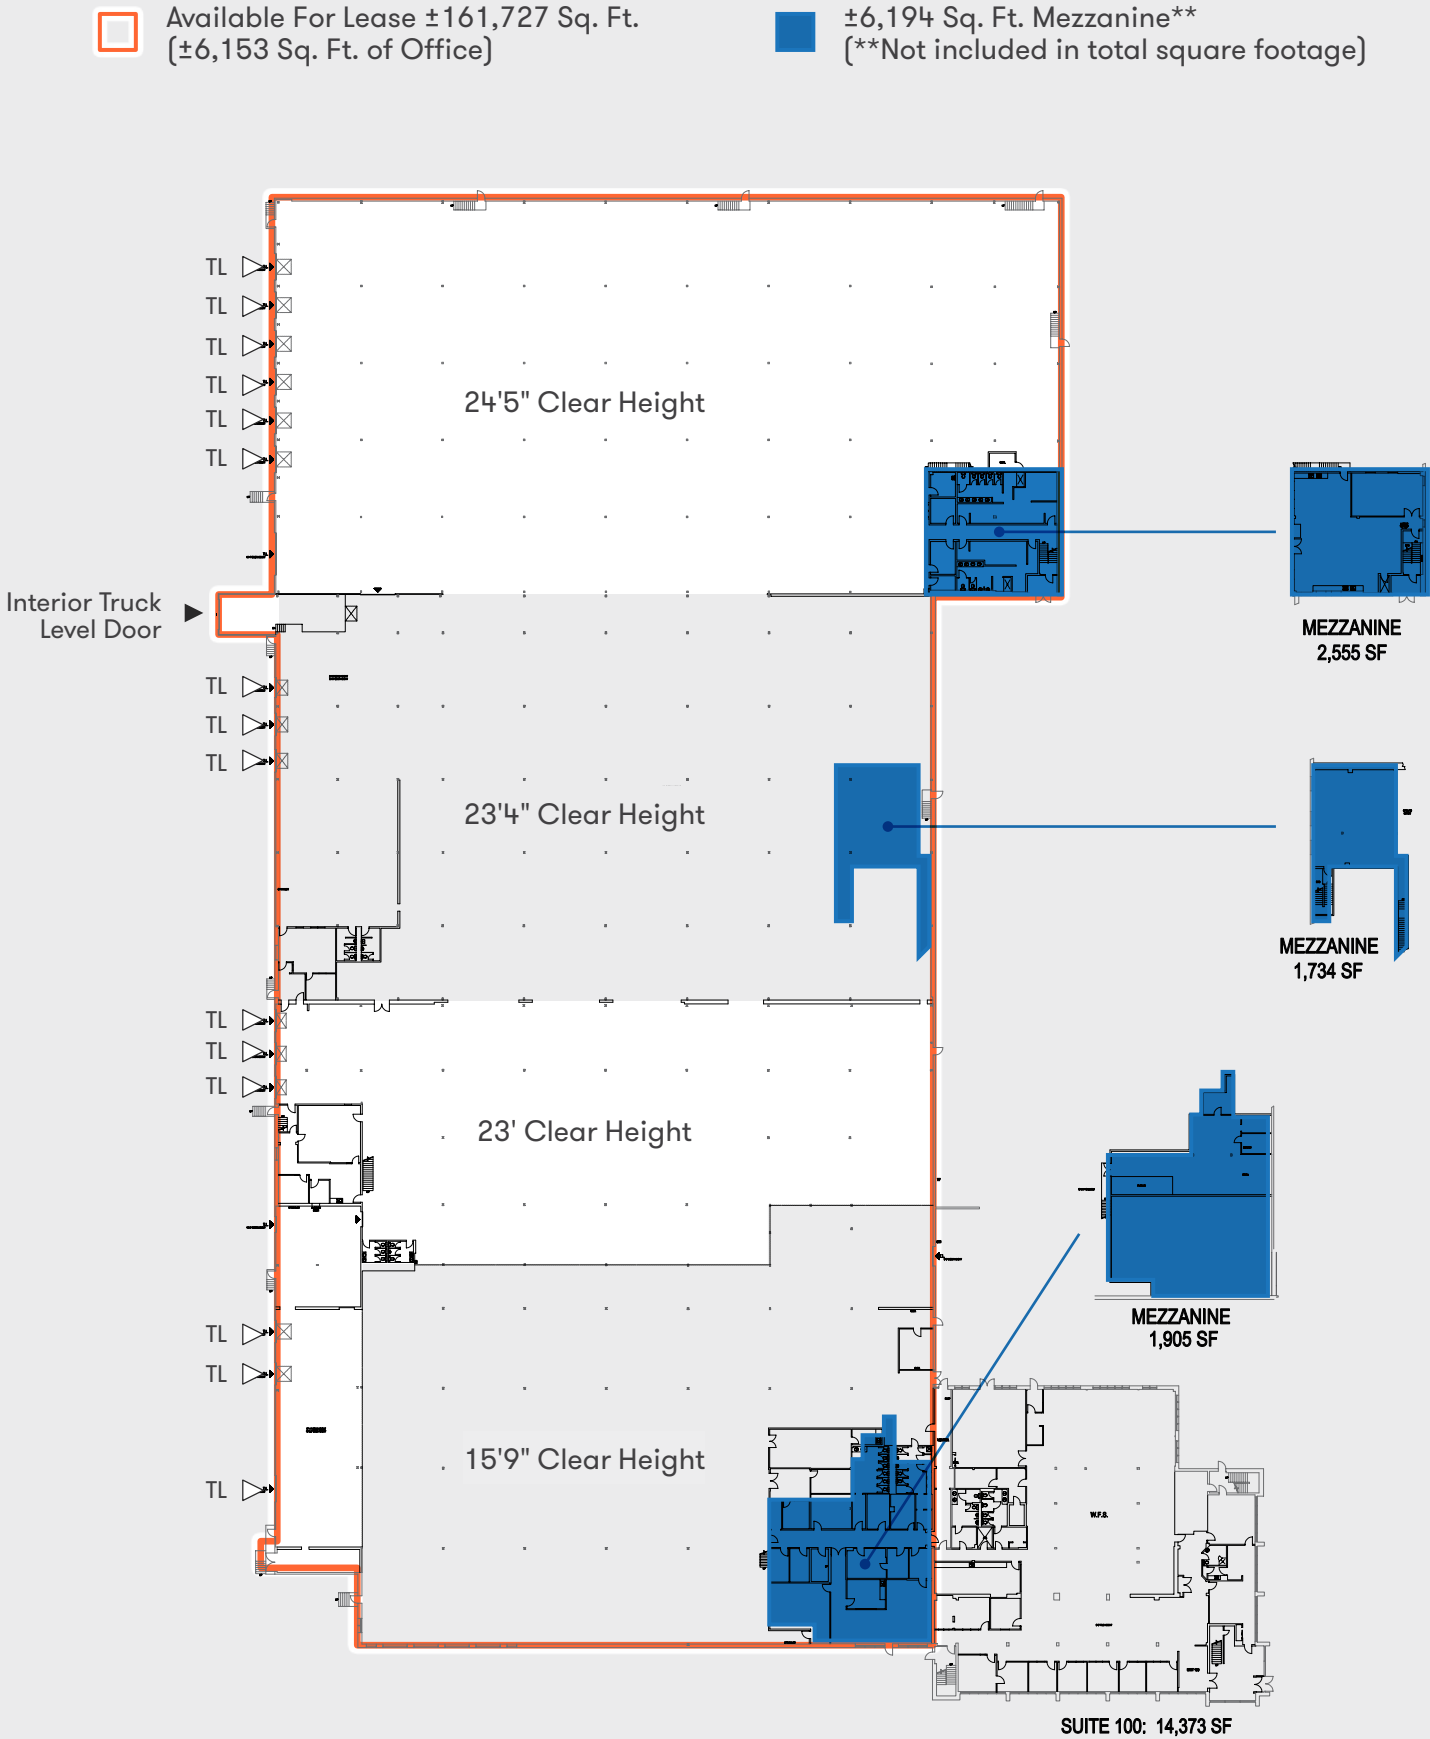 Available For Lease ±161,727 Sq. Ft.
(±6,153 Sq. Ft. of Office)
±6,194 Sq. Ft. Mezzanine**
(**Not included in total square footage)
TL
TL
TL
TL
TL
TL
24'5" Clear Height
Interior Truck
Level Door
MEZZANINE
2,555 SF
TL
TL
TL
23'4" Clear Height
MEZZANINE
1,734 SF
TL
TL
TL
23' Clear Height
MEZZANINE
1,905 SF
TL
TL
15'9" Clear Height
TL
W.F.S.
SUITE 100: 14,373 SF